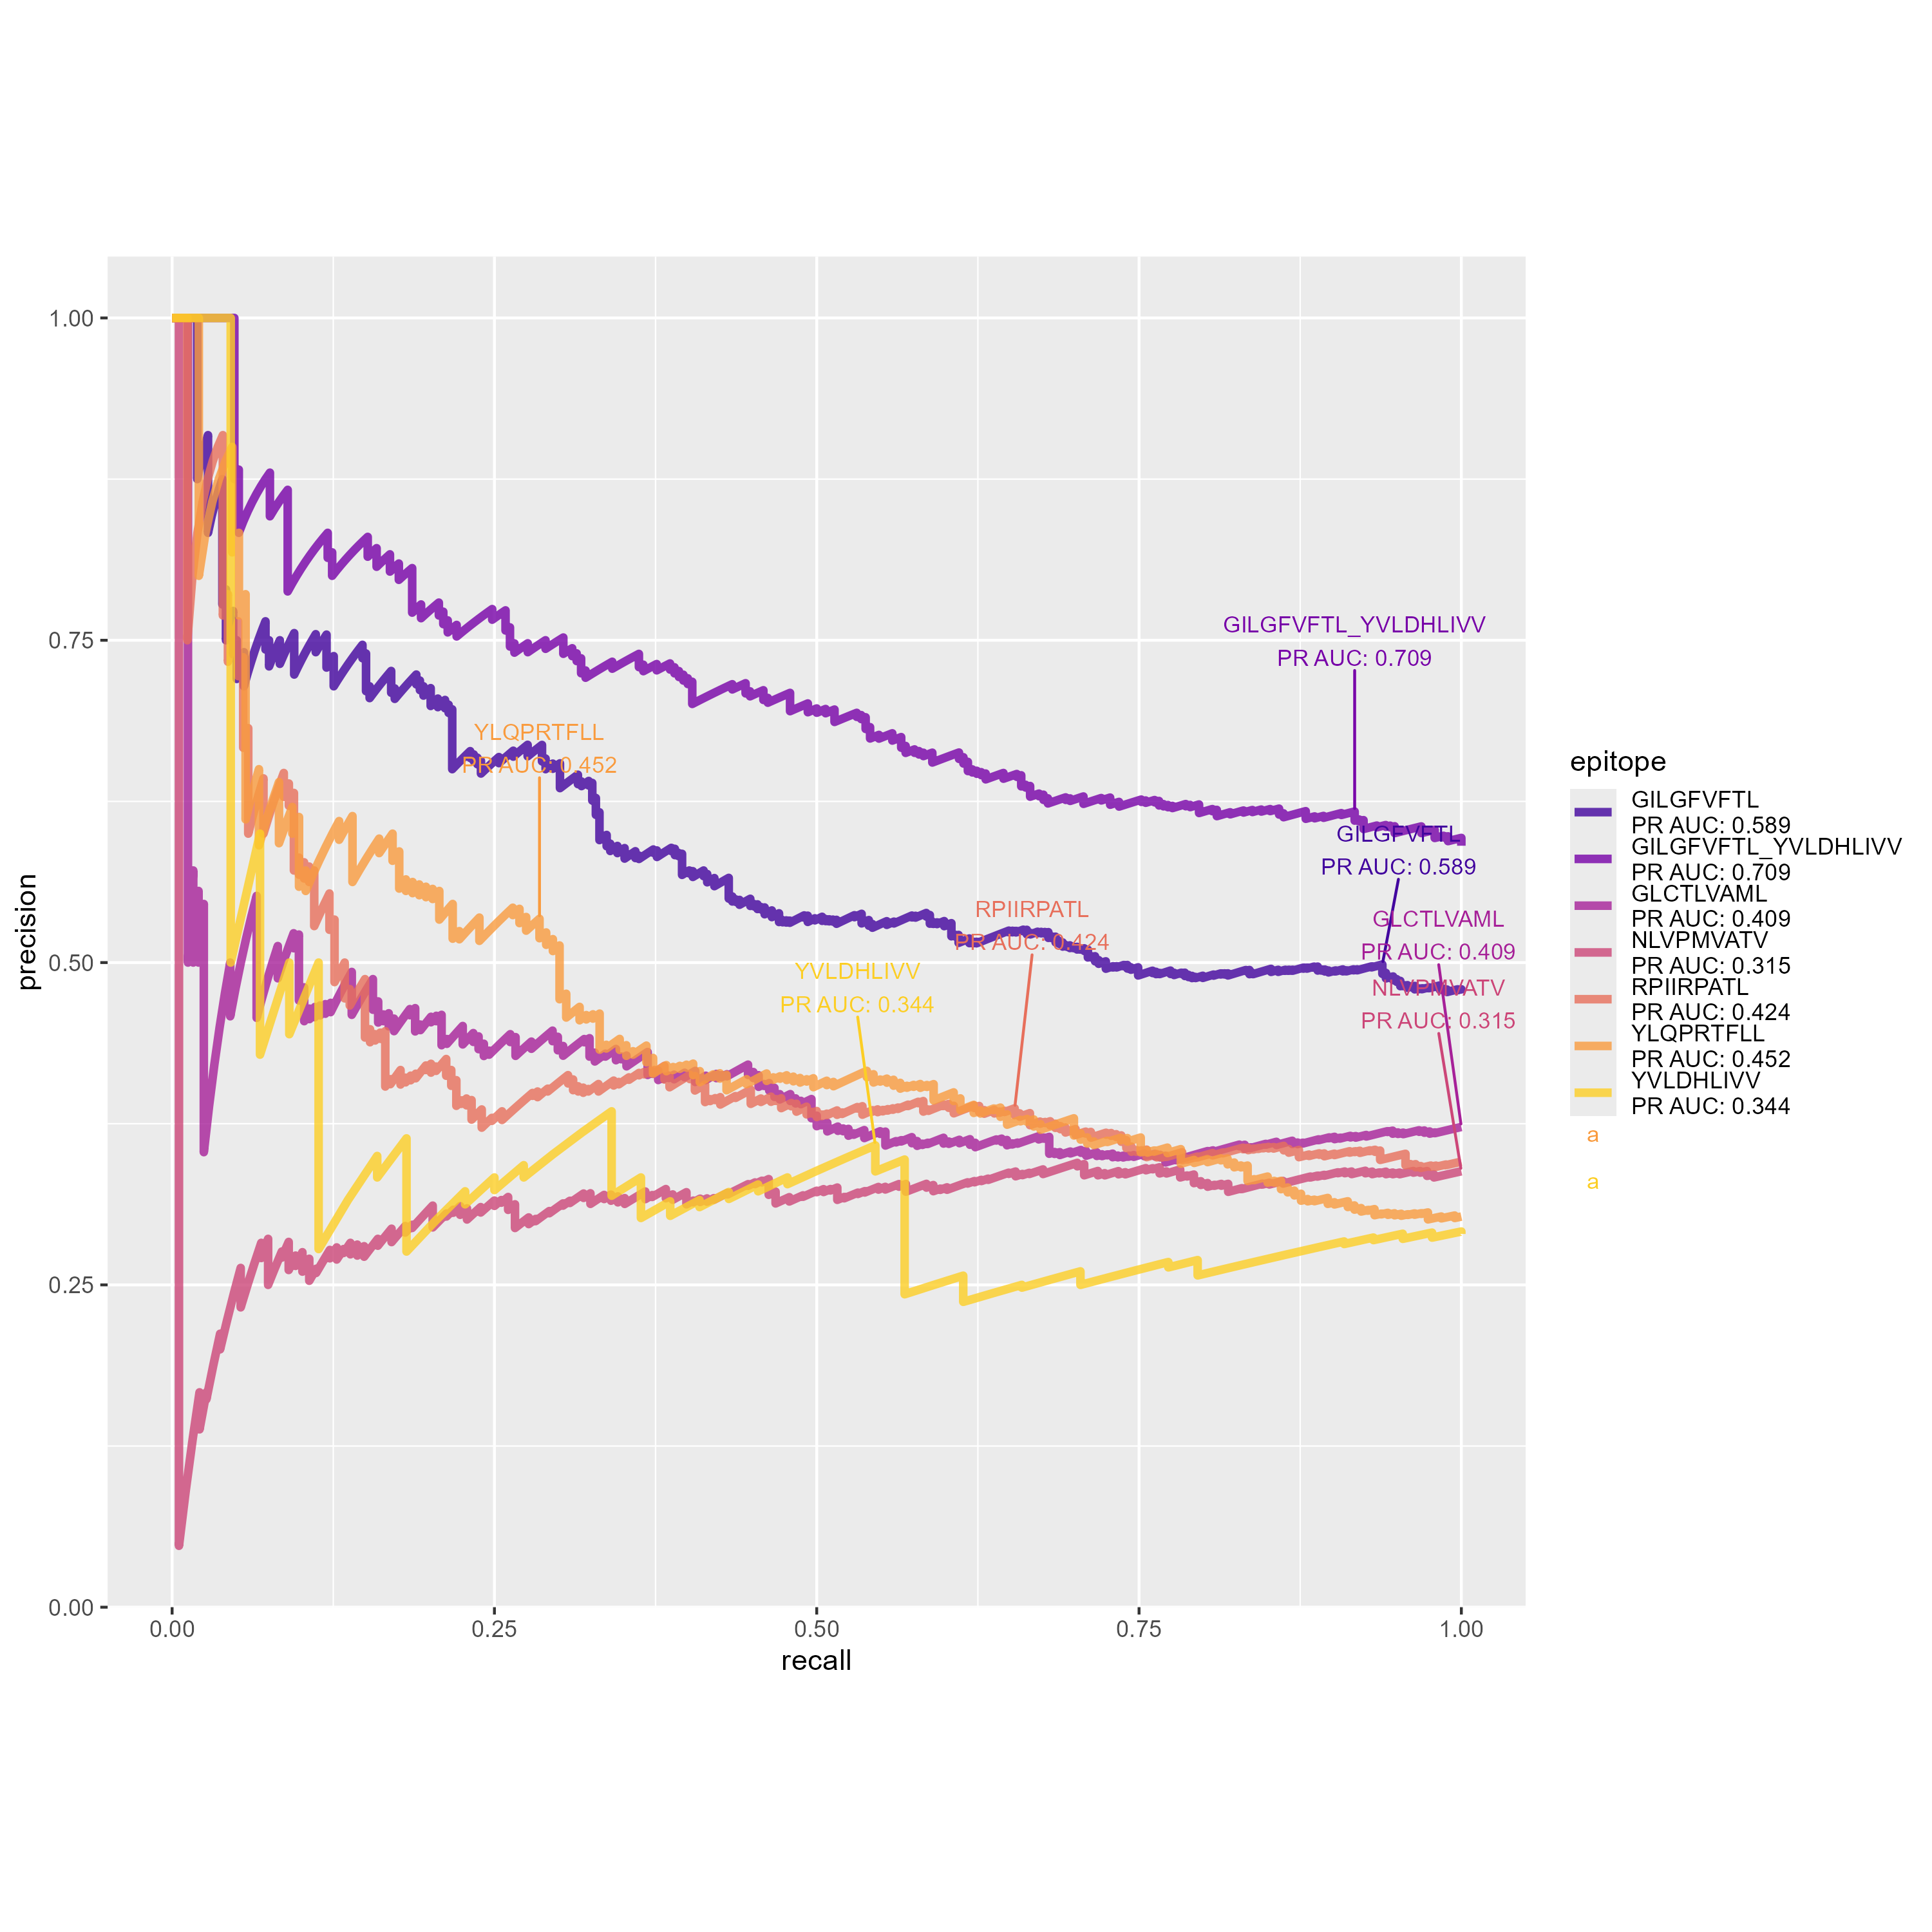 1.00
0.75
0.50
0.25
0.00
precision
0.00
0.25
0.50
0.75
1.00
recall
GILGFVFTL_YVLDHLIVV
PR AUC: 0.709
YLQPRTFLL
PR AUC: 0.452
GILGFVFTL
PR AUC: 0.589
RPIIRPATL
PR AUC: 0.424
GLCTLVAML
PR AUC: 0.409
YVLDHLIVV
PR AUC: 0.344
NLVPMVATV
PR AUC: 0.315
epitope
GILGFVFTL
PR AUC: 0.589
GILGFVFTL_YVLDHLIVV
PR AUC: 0.709
GLCTLVAML
PR AUC: 0.409
NLVPMVATV
PR AUC: 0.315
RPIIRPATL
PR AUC: 0.424
YLQPRTFLL
PR AUC: 0.452
YVLDHLIVV
PR AUC: 0.344
a
a